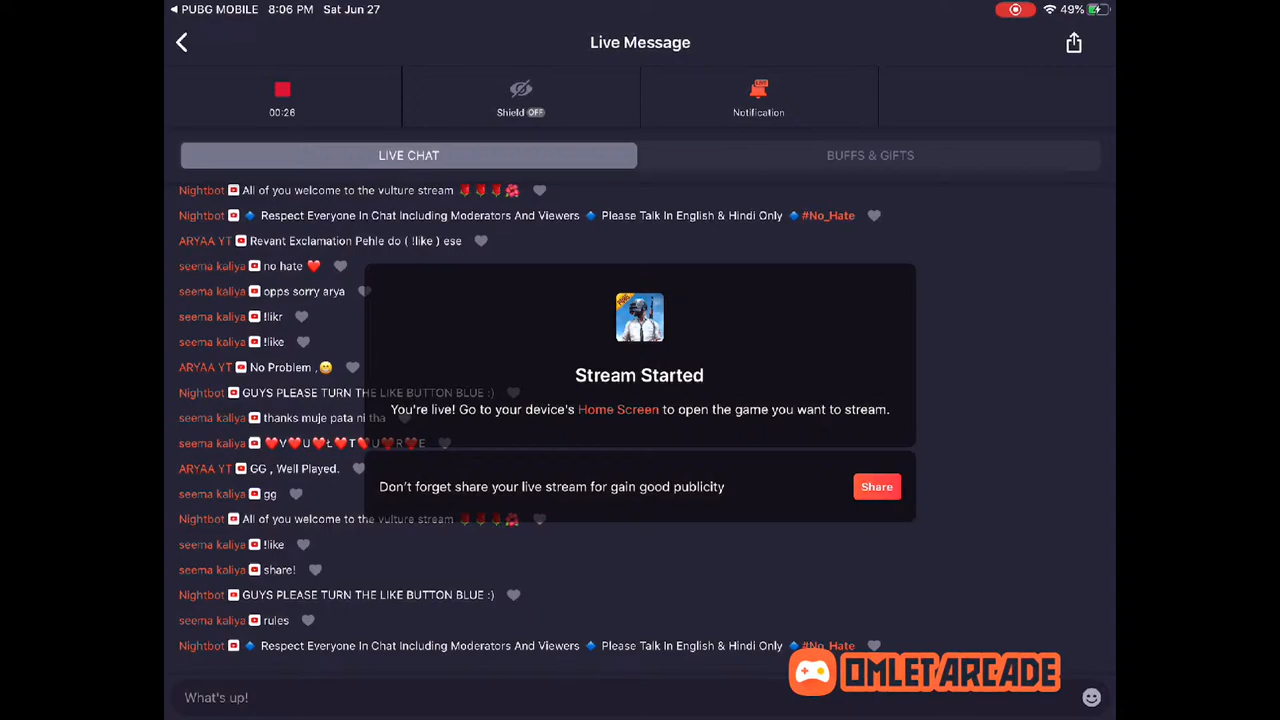 PUBG MOBILE 8:06 PM Sat Jun 27 49%
Live Message
00:26 Shield OFF LIVE Notification
LIVE CHAT BUFFS & GIFTS
Nightbot All of you welcome to the vulture stream
Nightbot Respect Everyone In Chat Including Moderators And Viewers Please Talk In English & Hindi Only #No_Hate
ARYAA YT Revant Exclamation Pehle do ( !like ) ese
seema kaliya no hate
seema kaliya opps sorry arya
seema kaliya !likr
seema kaliya !like
ARYAA YT No Problem ,
Nightbot GUYS PLEASE TURN THE LIKE BUTTON BLUE :)
seema kaliya thanks muje pata ni tha
seema kaliya ❤️V❤️U❤️Ł❤️T❤️U❤️R❤️E
ARYAA YT GG , Well Played.
seema kaliya gg
Nightbot All of you welcome to the vulture stream
seema kaliya !like
seema kaliya share!
Nightbot GUYS PLEASE TURN THE LIKE BUTTON BLUE :)
seema kaliya rules
Nightbot Respect Everyone In Chat Including Moderators And Viewers Please Talk In English & Hindi Only #No_Hate
PUBG
Stream Started
You're live! Go to your device's Home Screen to open the game you want to stream.
Don't forget share your live stream for gain good publicity Share
OMLET ARCADE
What's up!